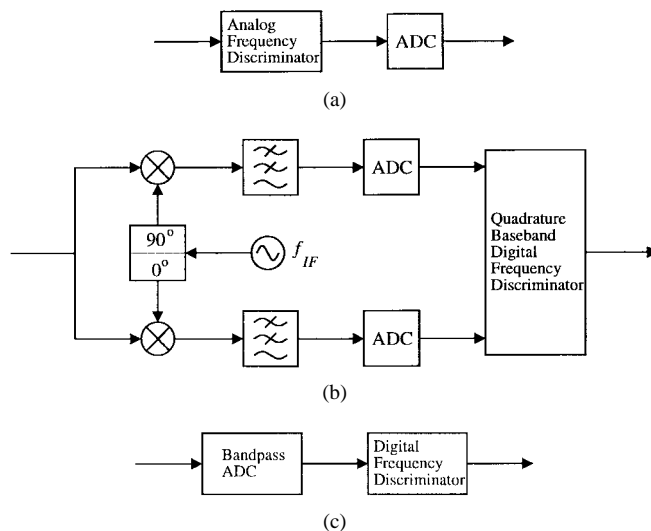 Analog
Frequency
Discriminator
ADC
(a)
ADC
90°
0°
f_IF
Quadrature
Baseband
Digital
Frequency
Discriminator
ADC
(b)
Bandpass
ADC
Digital
Frequency
Discriminator
(c)